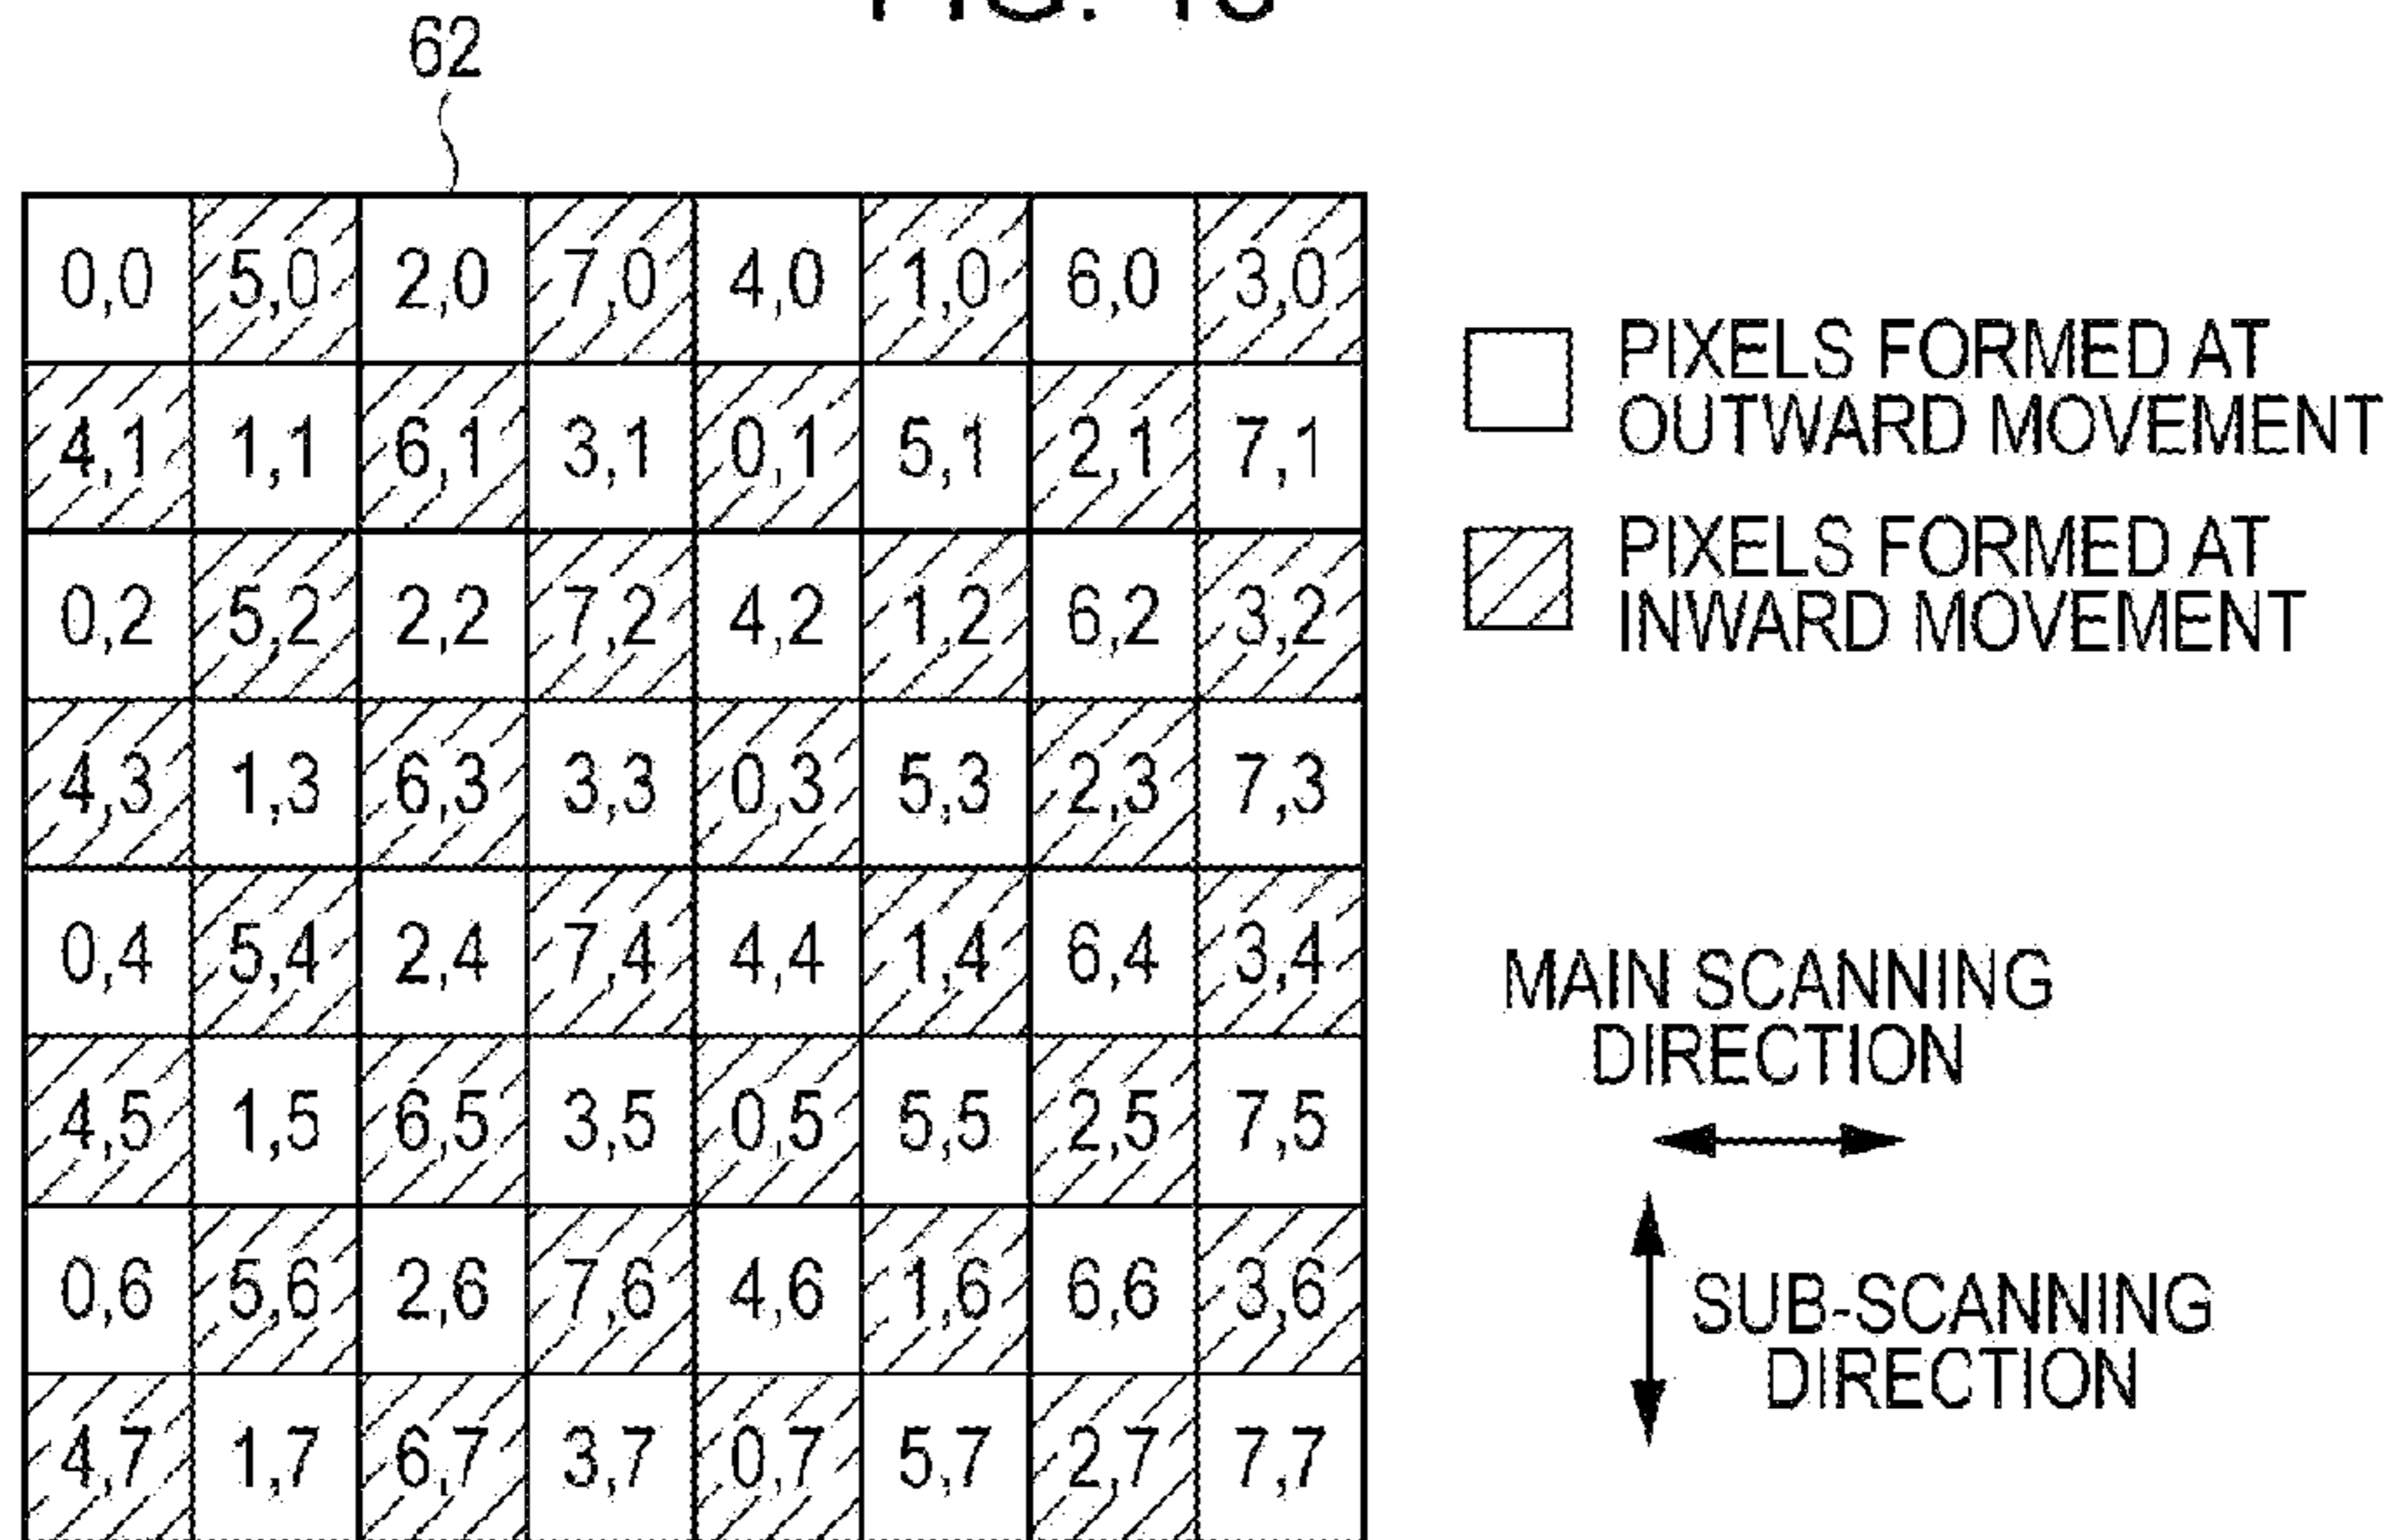 62
0,0 5,0 2,0 7,0 4,0 1,0 6,0 3,0
4,1 1,1 6,1 3,1 0,1 5,1 2,1 7,1
0,2 5,2 2,2 7,2 4,2 1,2 6,2 3,2
4,3 1,3 6,3 3,3 0,3 5,3 2,3 7,3
0,4 5,4 2,4 7,4 4,4 1,4 6,4 3,4
4,5 1,5 6,5 3,5 0,5 5,5 2,5 7,5
0,6 5,6 2,6 7,6 4,6 1,6 6,6 3,6
4,7 1,7 6,7 3,7 0,7 5,7 2,7 7,7
PIXELS FORMED AT
OUTWARD MOVEMENT
PIXELS FORMED AT
INWARD MOVEMENT
MAIN SCANNING
DIRECTION
SUB-SCANNING
DIRECTION